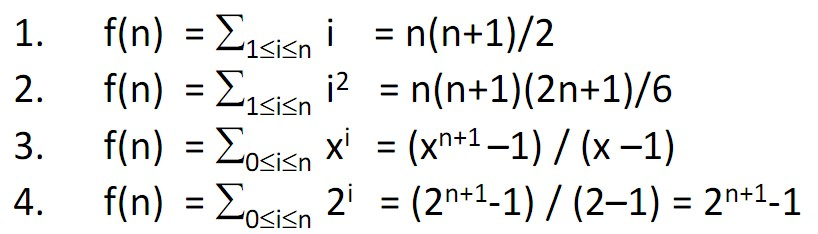 1. f(n) = ∑₁≤ᵢ≤ₙ i = n(n+1)/2
2. f(n) = ∑₁≤ᵢ≤ₙ i² = n(n+1)(2n+1)/6
3. f(n) = ∑₀≤ᵢ≤ₙ xⁱ = (xⁿ⁺¹ –1) / (x –1)
4. f(n) = ∑₀≤ᵢ≤ₙ 2ⁱ = (2ⁿ⁺¹-1) / (2–1) = 2ⁿ⁺¹-1